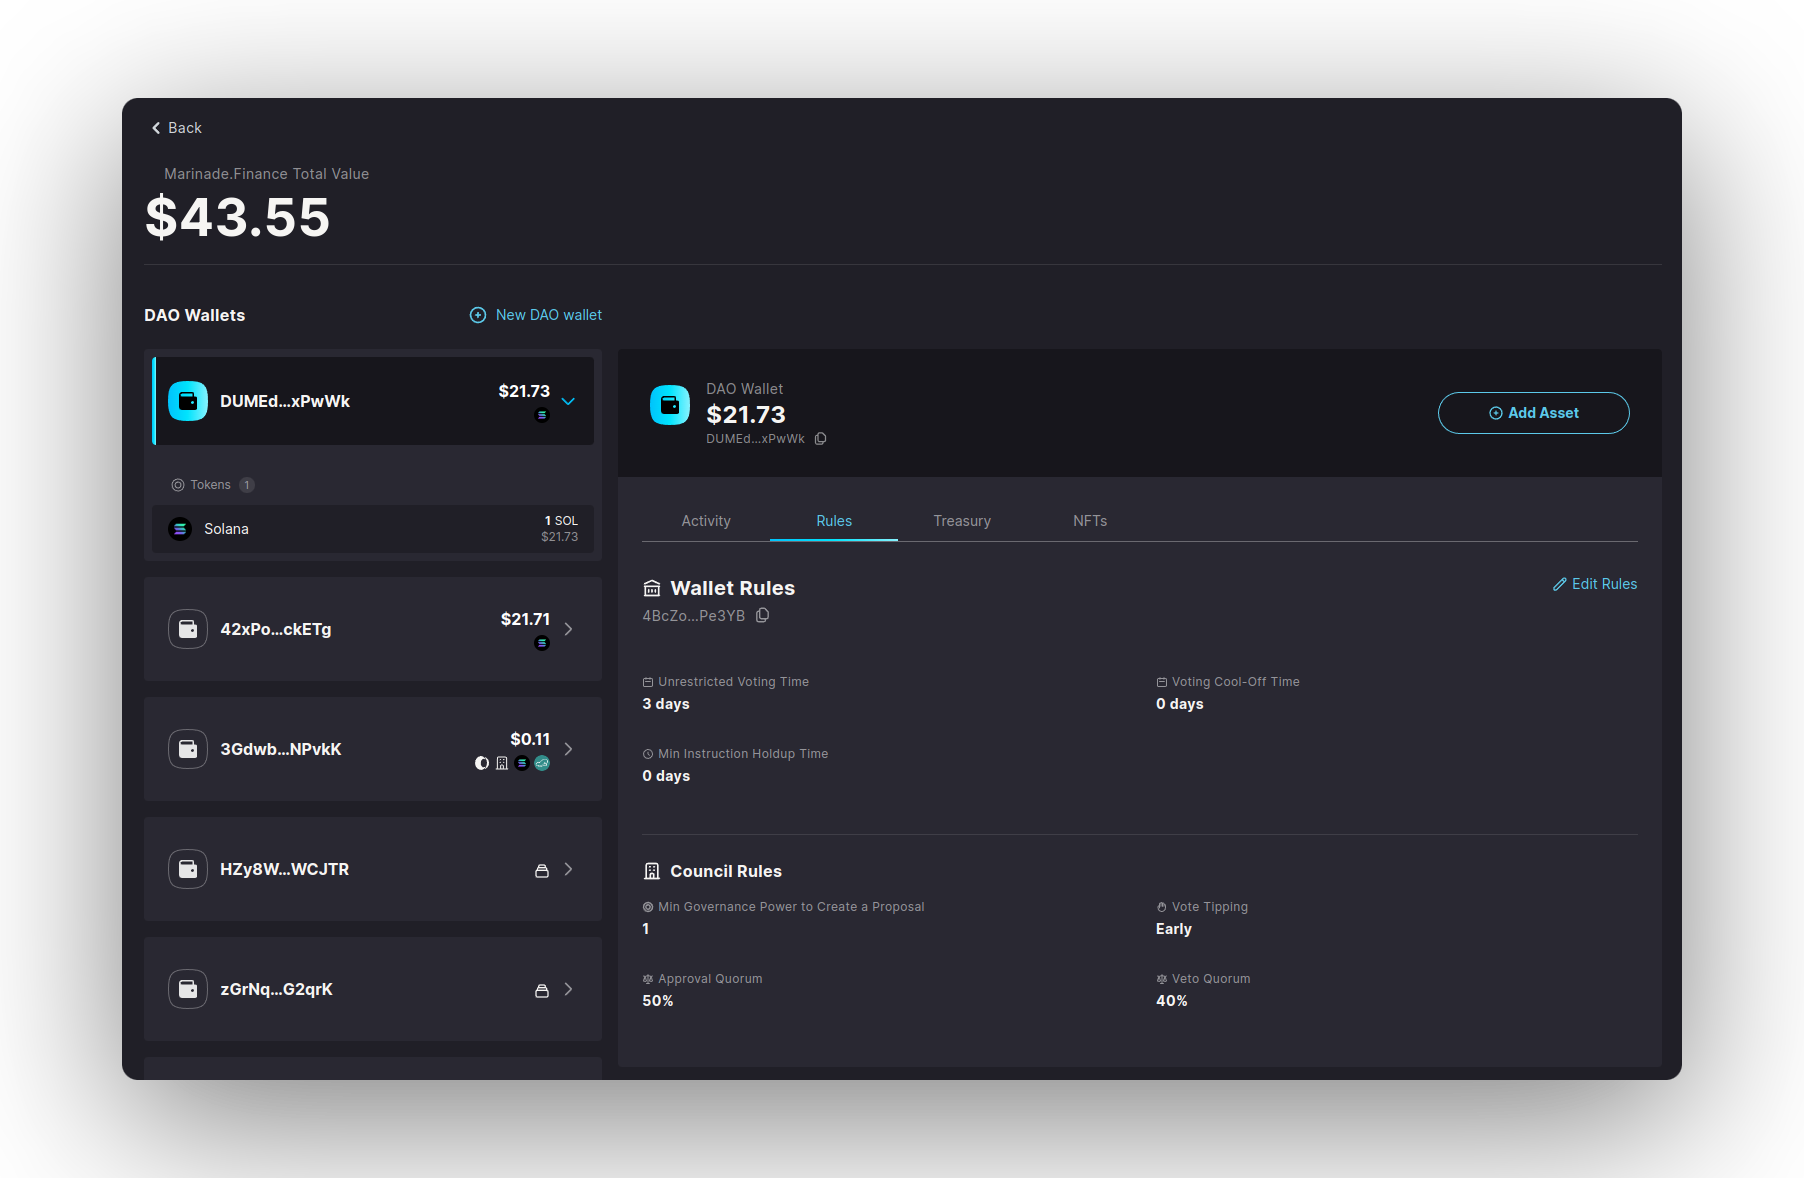 Back
Marinade.Finance Total Value
$43.55
DAO Wallets
New DAO wallet
DUMEd...xPwWk
$21.73
Tokens 1
Solana
1 SOL
$21.73
42xPo...ckETg
$21.71
3Gdwb...NPvkK
$0.11
HZy8W...WCJTR
zGrNq...G2qrK
DAO Wallet
$21.73
DUMEd...xPwWk
Add Asset
Activity
Rules
Treasury
NFTs
Wallet Rules
Edit Rules
4BcZo...Pe3YB
Unrestricted Voting Time
3 days
Voting Cool-Off Time
0 days
Min Instruction Holdup Time
0 days
Council Rules
Min Governance Power to Create a Proposal
1
Vote Tipping
Early
Approval Quorum
50%
Veto Quorum
40%